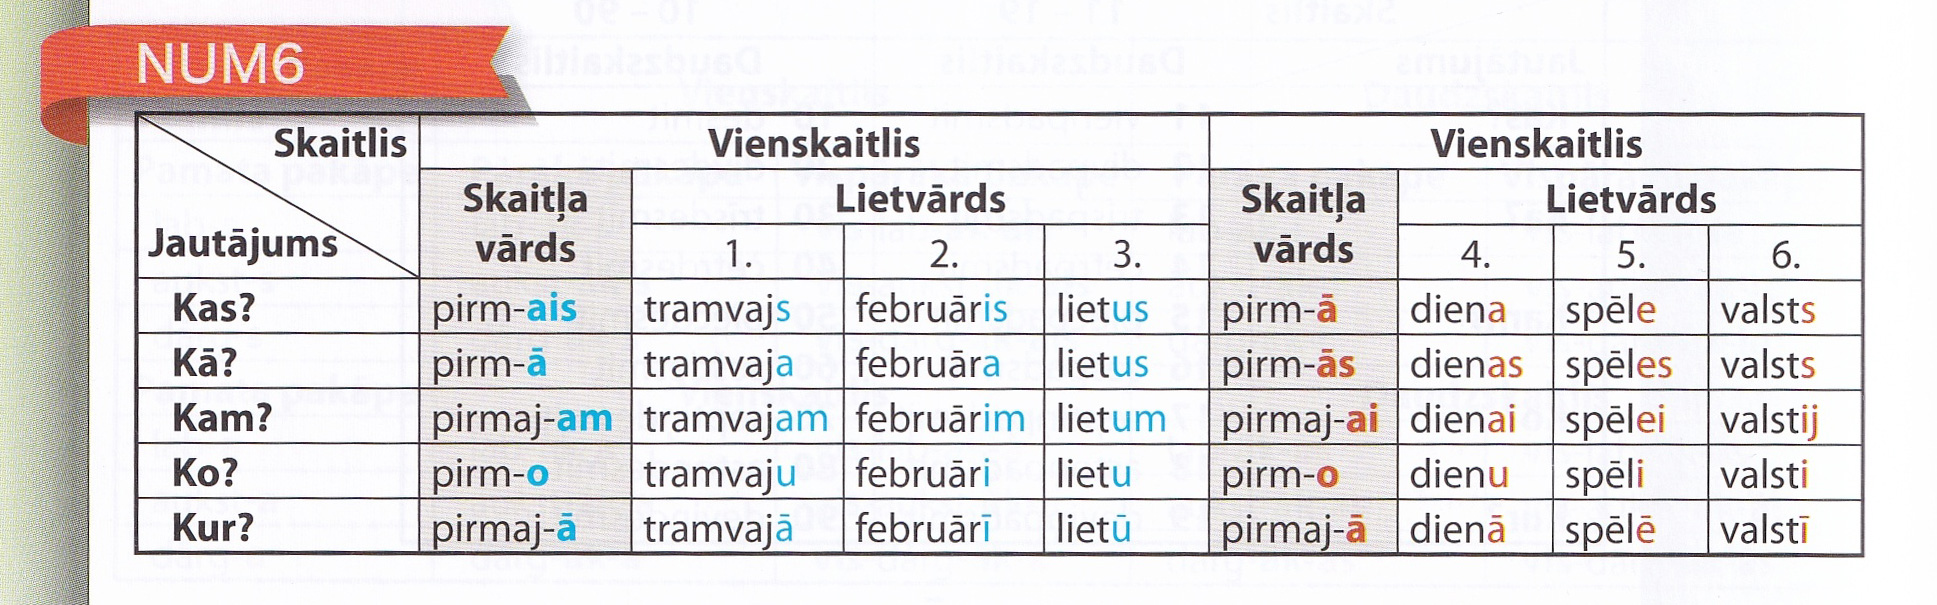 NUM6
Skaitlis Vienskaitlis Vienskaitlis
Jautājums Skaitļa vārds Lietvārds Skaitļa vārds Lietvārds
1. 2. 3. 4. 5. 6.
Kas? pirm-ais tramvajs februāris lietus pirm-ā diena spēle valsts
Kā? pirm-ā tramvaja februāra lietus pirm-ās dienas spēles valsts
Kam? pirmaj-am tramvajam februārim lietum pirmaj-ai dienai spēlei valstij
Ko? pirm-o tramvaju februāri lietu pirm-o dienu spēli valsti
Kur? pirmaj-ā tramvajā februārī lietū pirmaj-ā dienā spēlē valstī